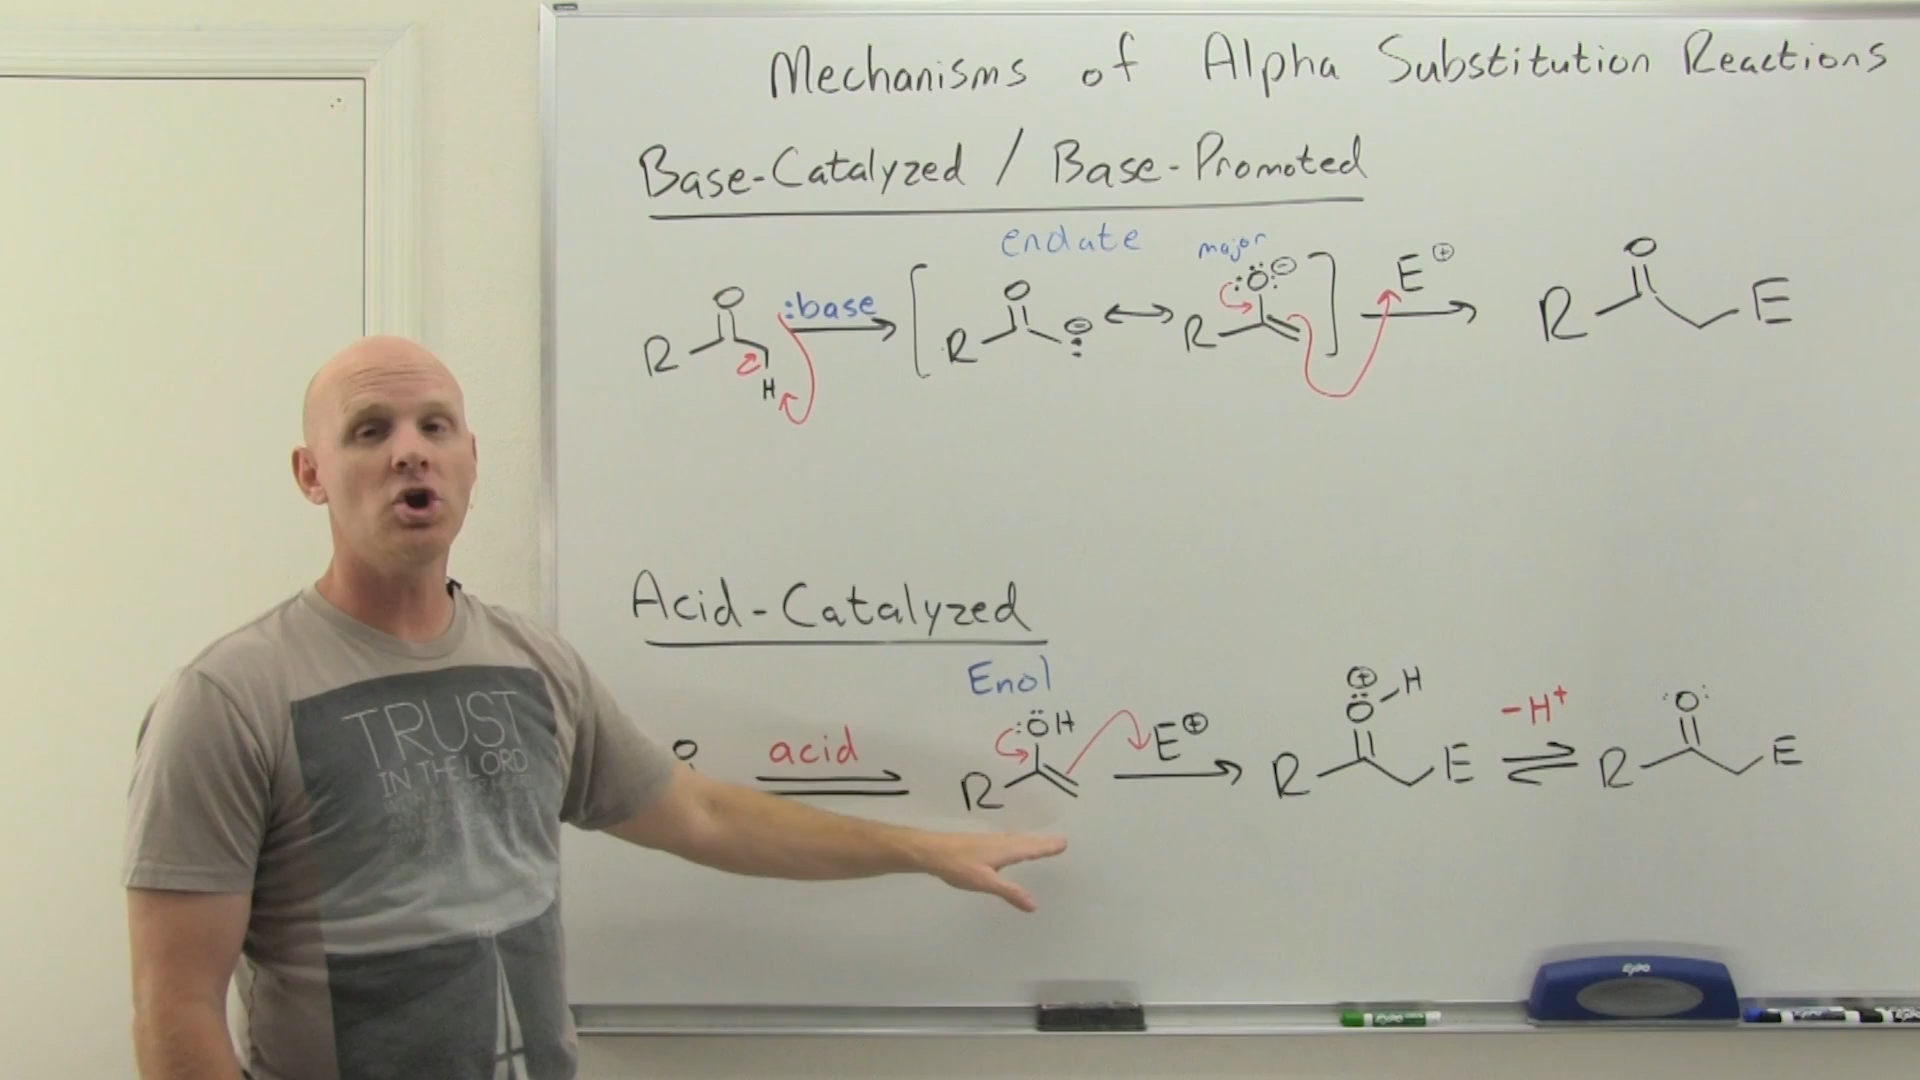 Mechanisms of Alpha Substitution Reactions
Base-Catalyzed / Base-Promoted
enolate major
O :base O :Ö:⊖ E⊕ O
R H R ⊖ R R E
Acid-Catalyzed
Enol
O acid :ÖH E⊕ ⊕ Ö H -H+ :O:
R R E R E
TRUST
IN THE LORD
expo